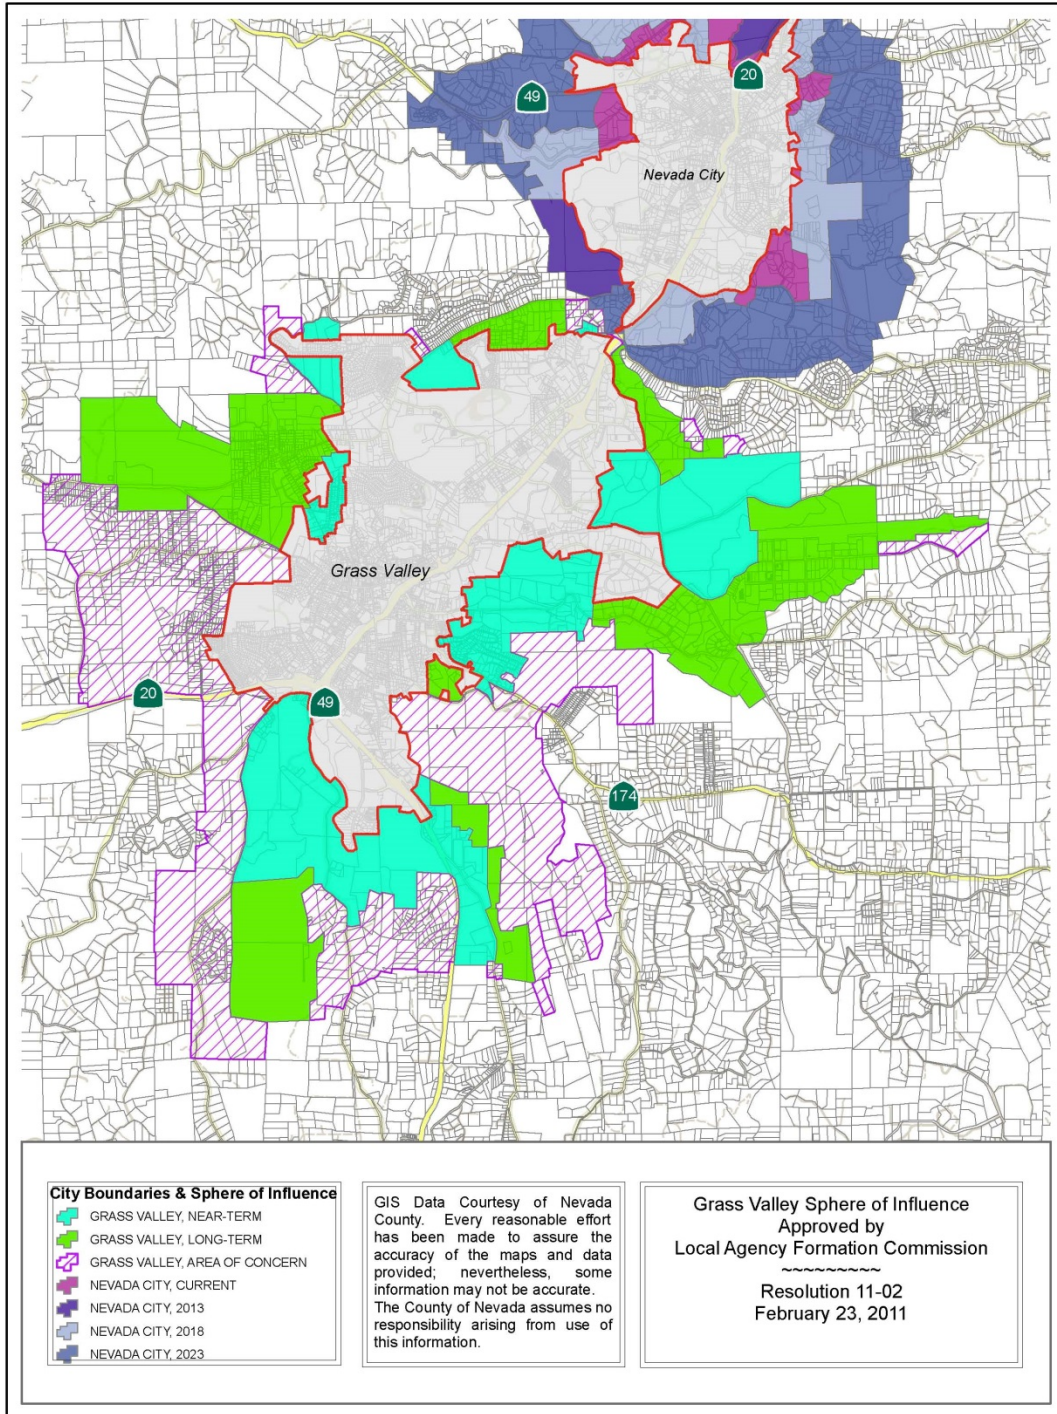 49
20
Nevada City
Grass Valley
20
49
174
City Boundaries & Sphere of Influence
GRASS VALLEY, NEAR-TERM
GRASS VALLEY, LONG-TERM
GRASS VALLEY, AREA OF CONCERN
NEVADA CITY, CURRENT
NEVADA CITY, 2013
NEVADA CITY, 2018
NEVADA CITY, 2023
GIS Data Courtesy of Nevada
County. Every reasonable effort
has been made to assure the
accuracy of the maps and data
provided; nevertheless, some
information may not be accurate.
The County of Nevada assumes no
responsibility arising from use of
this information.
Grass Valley Sphere of Influence
Approved by
Local Agency Formation Commission
~~~~~~~~~
Resolution 11-02
February 23, 2011